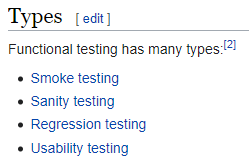 Types [ edit ]
Functional testing has many types:[2]
• Smoke testing
• Sanity testing
• Regression testing
• Usability testing